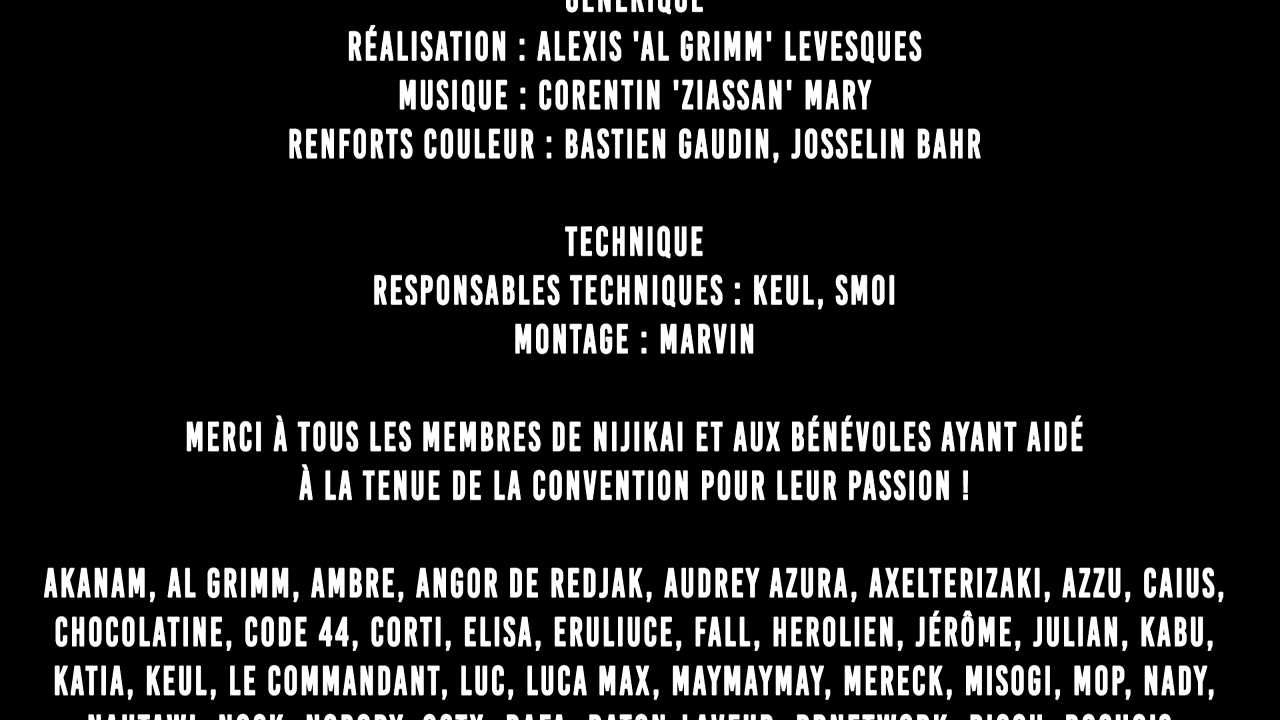 GÉNÉRIQUE
RÉALISATION : ALEXIS 'AL GRIMM' LEVESQUES
MUSIQUE : CORENTIN 'ZIASSAN' MARY
RENFORTS COULEUR : BASTIEN GAUDIN, JOSSELIN BAHR
TECHNIQUE
RESPONSABLES TECHNIQUES : KEUL, SMOI
MONTAGE : MARVIN
MERCI À TOUS LES MEMBRES DE NIJIKAI ET AUX BÉNÉVOLES AYANT AIDÉ
À LA TENUE DE LA CONVENTION POUR LEUR PASSION !
AKANAM, AL GRIMM, AMBRE, ANGOR DE REDJAK, AUDREY AZURA, AXELTERIZAKI, AZZU, CAIUS,
CHOCOLATINE, CODE 44, CORTI, ELISA, ERULIUCE, FALL, HEROLIEN, JÉRÔME, JULIAN, KABU,
KATIA, KEUL, LE COMMANDANT, LUC, LUCA MAX, MAYMAYMAY, MERECK, MISOGI, MOP, NADY,